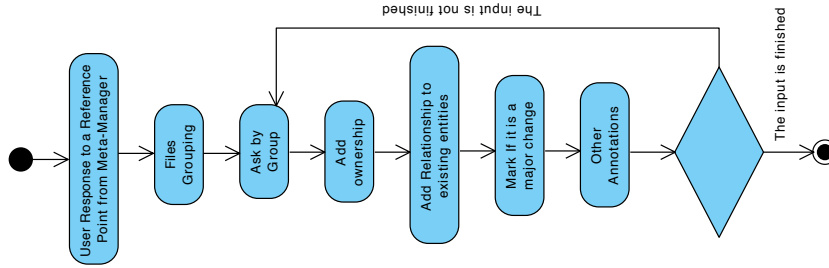 User Response to a Reference
Point from Meta-Manager
Files
Grouping
Ask by
Group
Add
ownership
Add Relationship to
existing entities
Mark If it is a
major change
Other
Annotations
The input is not finished
The input is finished